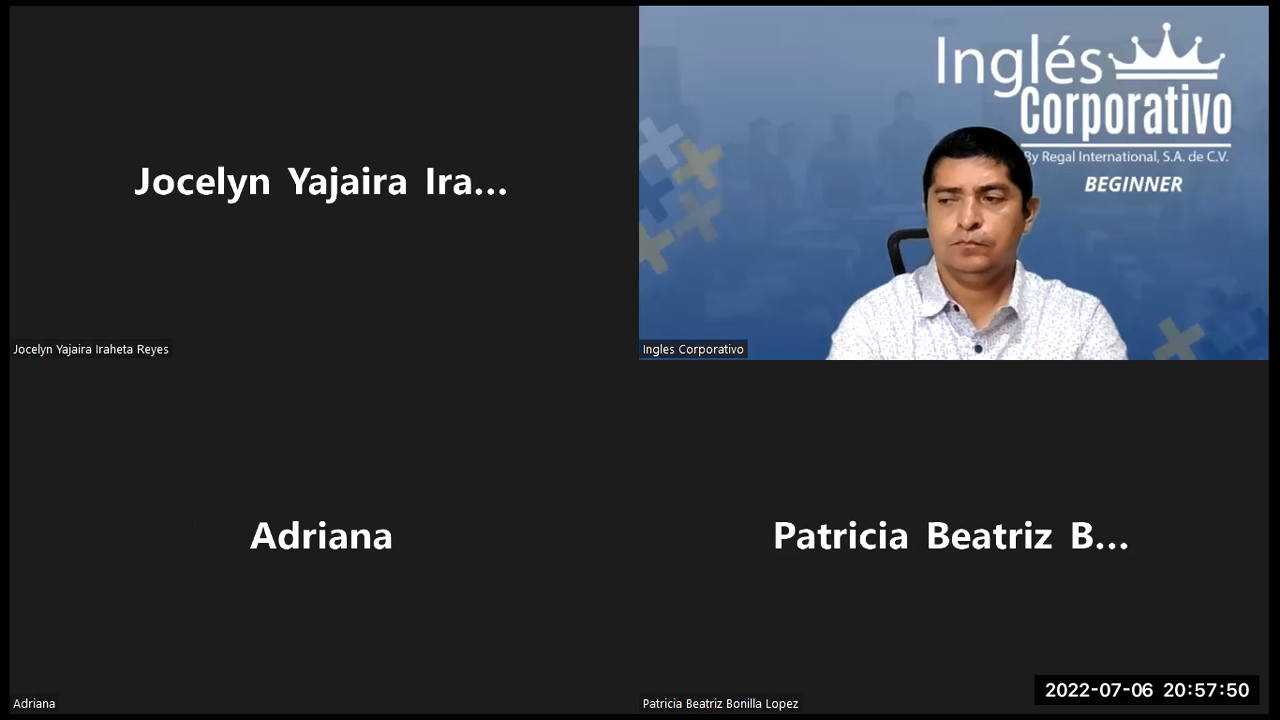 Jocelyn Yajaira Ira...
Jocelyn Yajaira Iraheta Reyes
Inglés
Corporativo
By Regal International, S.A. de C.V.
BEGINNER
Ingles Corporativo
Adriana
Adriana
Patricia Beatriz B...
Patricia Beatriz Bonilla Lopez
2022-07-06 20:57:50